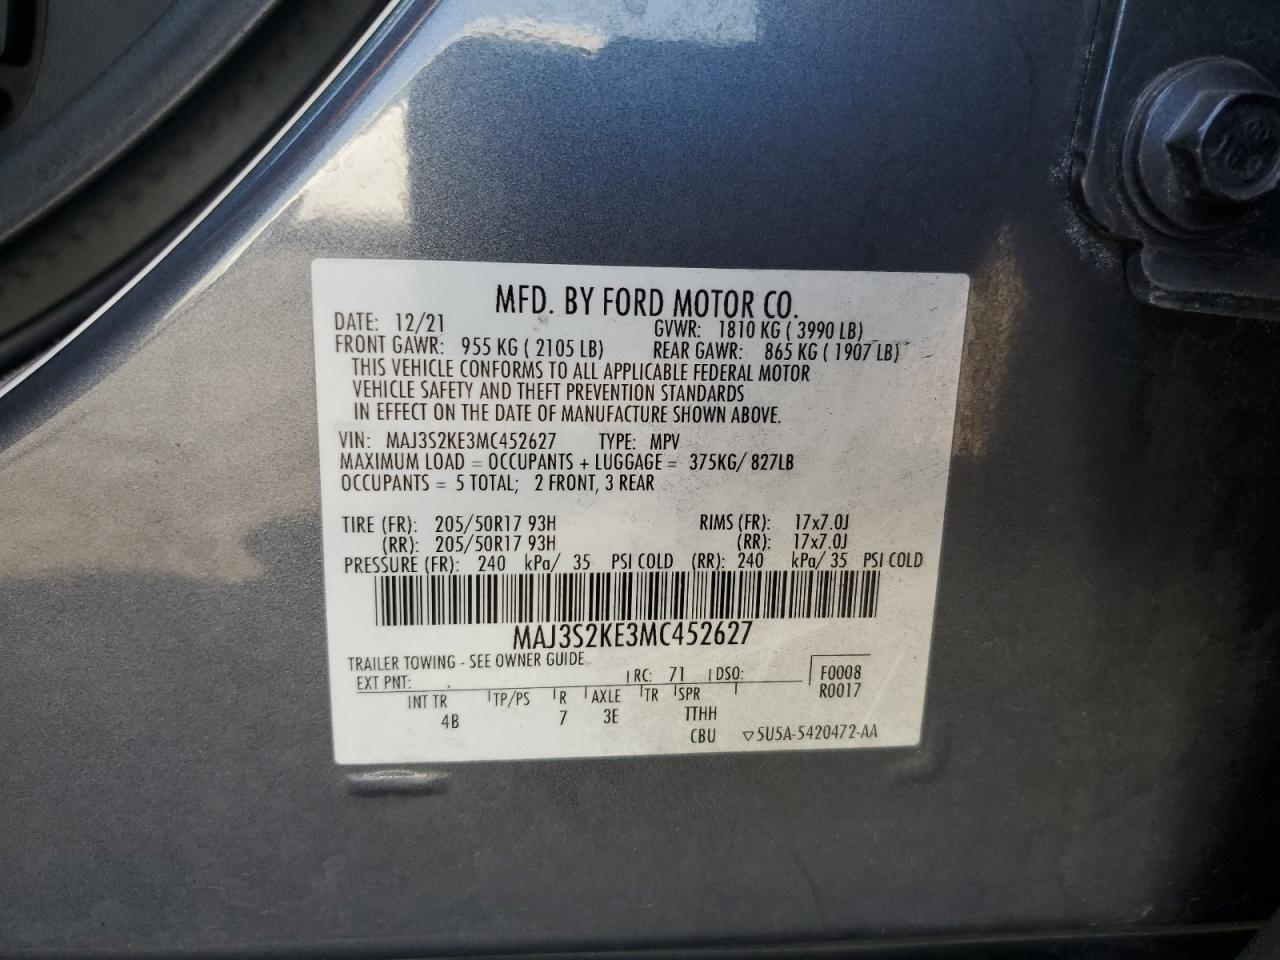 MFD. BY FORD MOTOR CO.
DATE: 12/21 GVWR: 1810 KG ( 3990 LB)
FRONT GAWR: 955 KG ( 2105 LB) REAR GAWR: 865 KG ( 1907 LB)
THIS VEHICLE CONFORMS TO ALL APPLICABLE FEDERAL MOTOR
VEHICLE SAFETY AND THEFT PREVENTION STANDARDS
IN EFFECT ON THE DATE OF MANUFACTURE SHOWN ABOVE.
VIN: MAJ3S2KE3MC452627 TYPE: MPV
MAXIMUM LOAD = OCCUPANTS + LUGGAGE = 375KG/ 827LB
OCCUPANTS = 5 TOTAL; 2 FRONT, 3 REAR
TIRE (FR): 205/50R17 93H RIMS (FR): 17x7.0J
(RR): 205/50R17 93H (RR): 17x7.0J
PRESSURE (FR): 240 kPa/ 35 PSI COLD (RR): 240 kPa/ 35 PSI COLD
MAJ3S2KE3MC452627
TRAILER TOWING - SEE OWNER GUIDE
EXT PNT: RC: 71 DSO: F0008
R0017
INT TR TP/PS R AXLE TR SPR
4B 7 3E TTHH
CBU ▽5U5A-5420472-AA